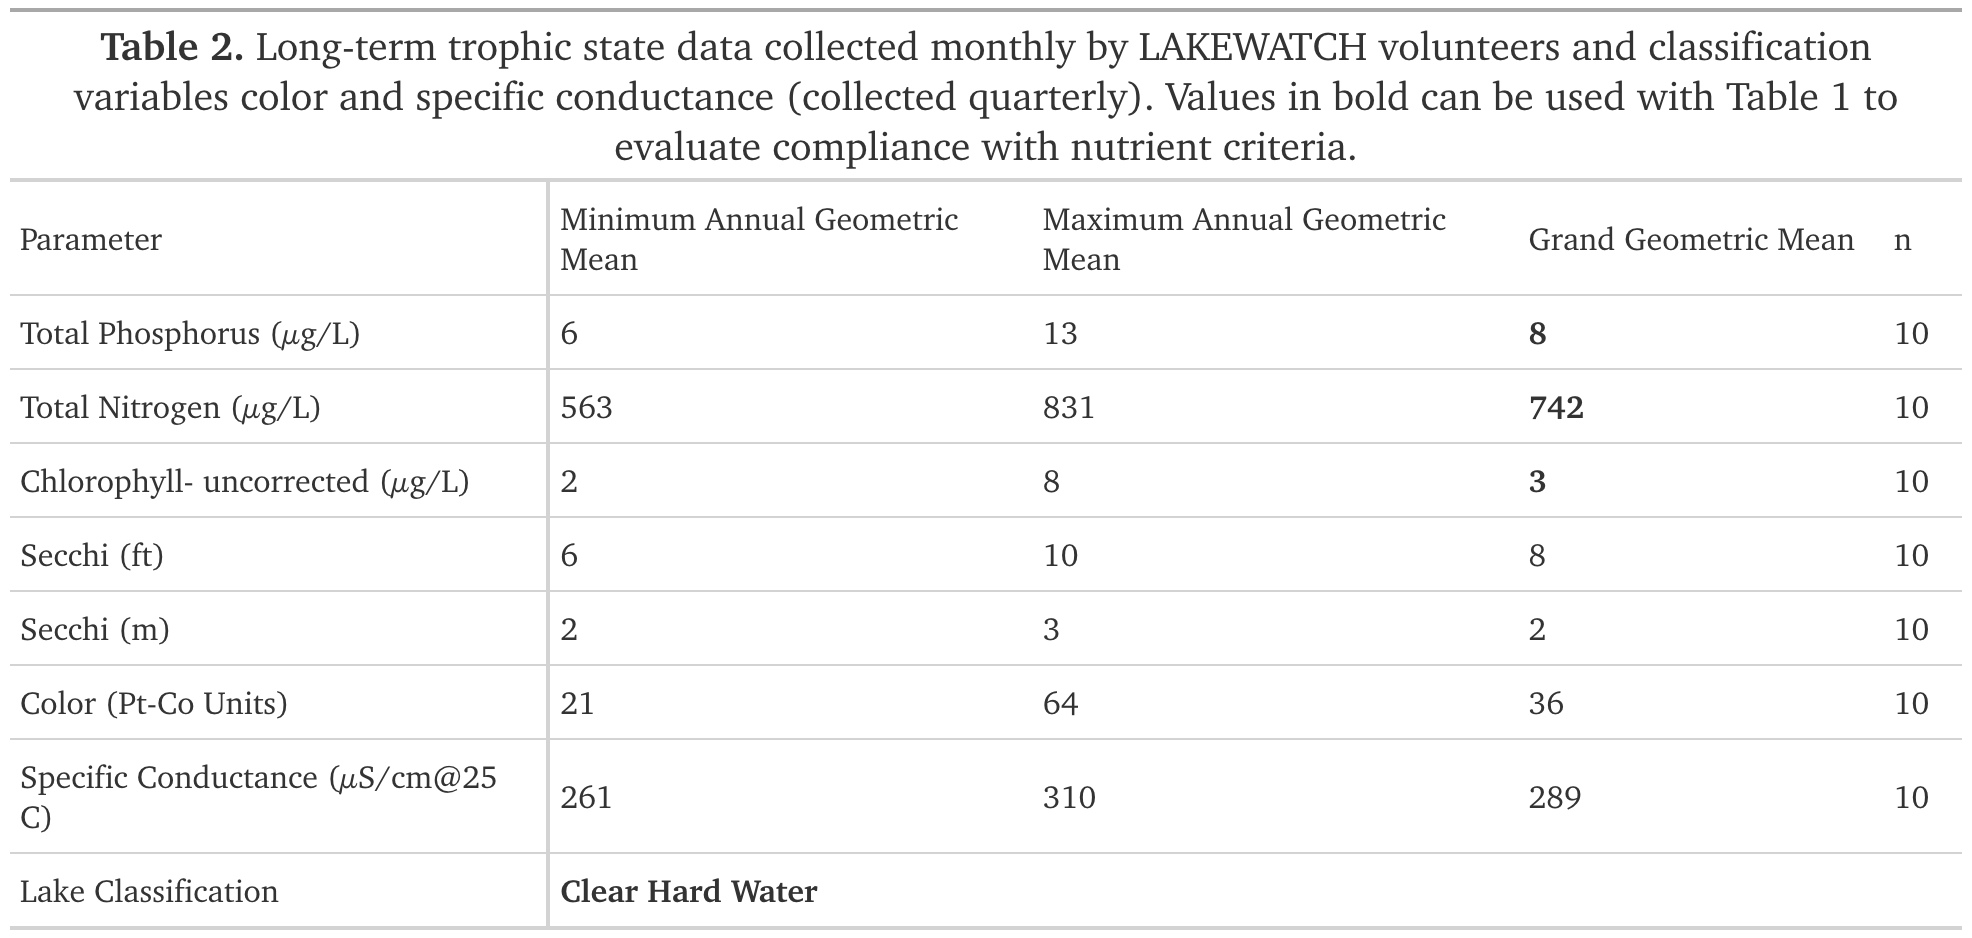 Table 2. Long-term trophic state data collected monthly by LAKEWATCH volunteers and classification
variables color and specific conductance (collected quarterly). Values in bold can be used with Table 1 to
evaluate compliance with nutrient criteria.
Parameter Minimum Annual Geometric Mean Maximum Annual Geometric Mean Grand Geometric Mean n
Total Phosphorus (µg/L) 6 13 8 10
Total Nitrogen (µg/L) 563 831 742 10
Chlorophyll- uncorrected (µg/L) 2 8 3 10
Secchi (ft) 6 10 8 10
Secchi (m) 2 3 2 10
Color (Pt-Co Units) 21 64 36 10
Specific Conductance (µS/cm@25 C) 261 310 289 10
Lake Classification Clear Hard Water